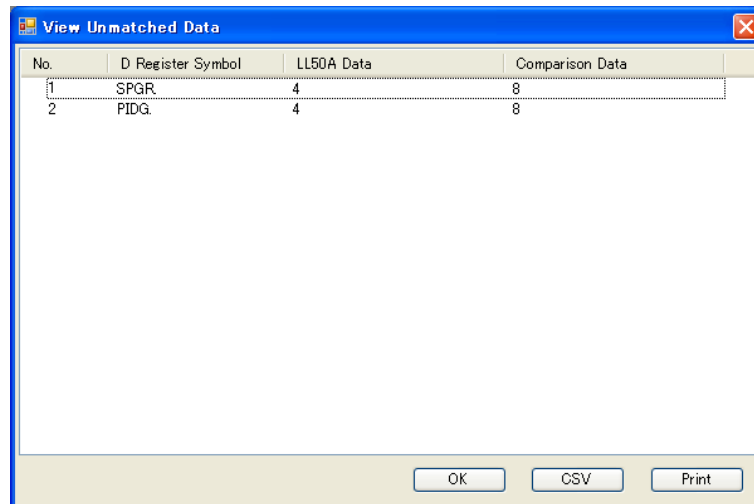 View Unmatched Data
No. D Register Symbol LL50A Data Comparison Data
1 SPGR. 4 8
2 PIDG. 4 8
OK CSV Print